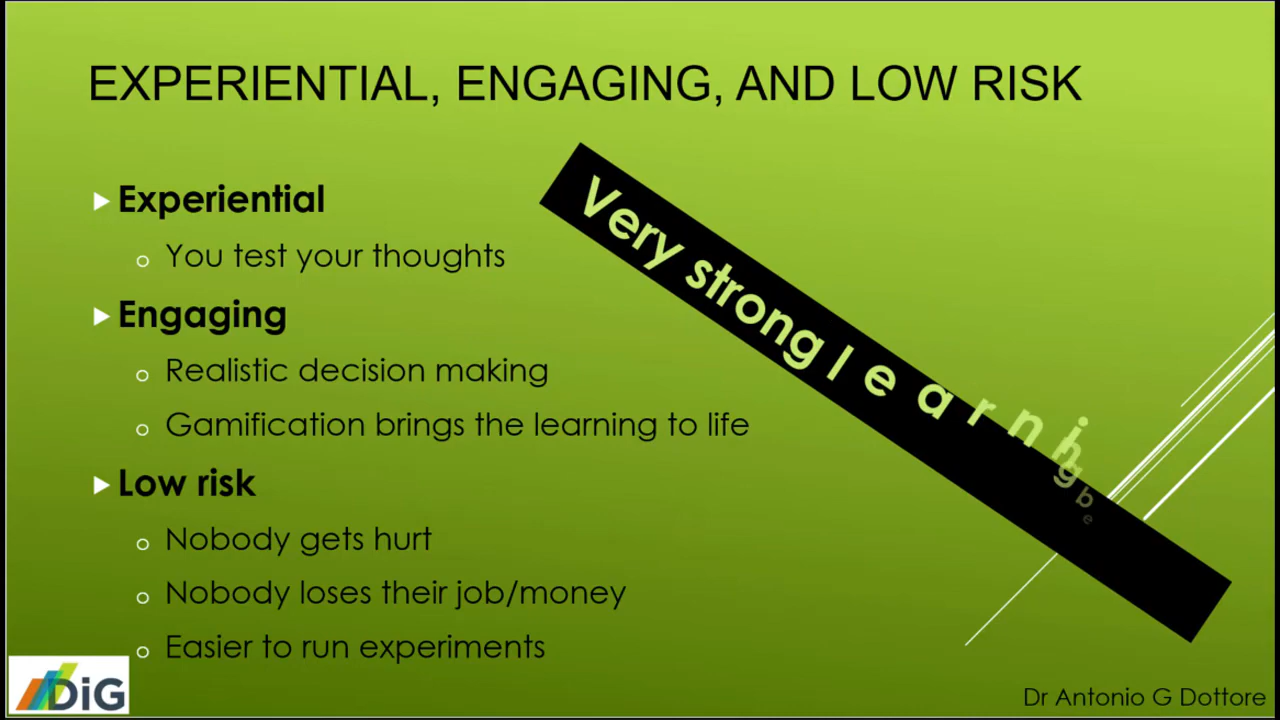 EXPERIENTIAL, ENGAGING, AND LOW RISK
Experiential
You test your thoughts
Engaging
Realistic decision making
Gamification brings the learning to life
Low risk
Nobody gets hurt
Nobody loses their job/money
Easier to run experiments
Very strong learning be
DiG
Dr Antonio G Dottore